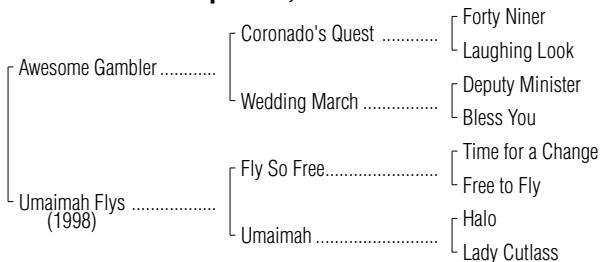 Coronado's Quest ............
Forty Niner
Laughing Look
Awesome Gambler ............
Wedding March ................
Deputy Minister
Bless You
Fly So Free........................
Time for a Change
Free to Fly
Umaimah Flys ..................
(1998)
Umaimah ..........................
Halo
Lady Cutlass